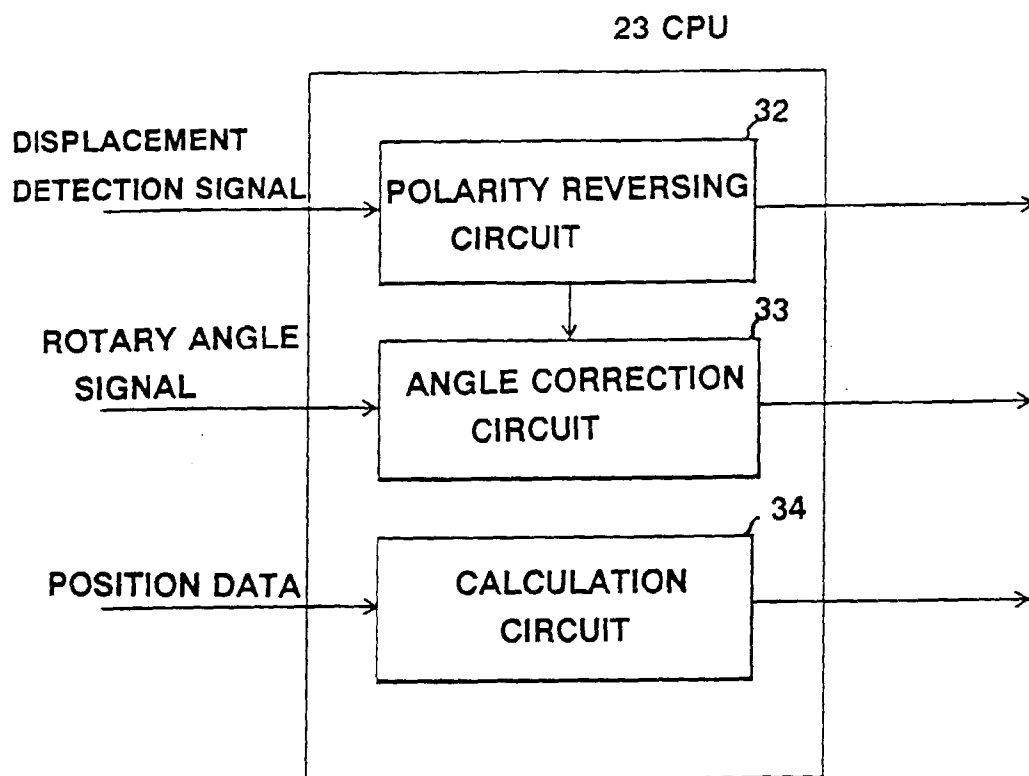 23 CPU
32
DISPLACEMENT
DETECTION SIGNAL
POLARITY REVERSING
CIRCUIT
33
ROTARY ANGLE
SIGNAL
ANGLE CORRECTION
CIRCUIT
34
POSITION DATA
CALCULATION
CIRCUIT